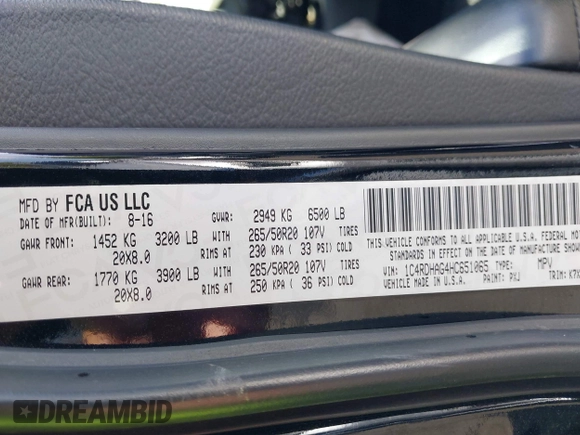 MFD BY FCA US LLC
DATE OF MFR(BUILT): 8-16 GVWR: 2949 KG 6500 LB
GAWR FRONT: 1452 KG 3200 LB WITH 265/50R20 107V TIRES
20X8.0 RIMS AT 230 KPA ( 33 PSI) COLD
GAWR REAR: 1770 KG 3900 LB WITH 265/50R20 107V TIRES
20X8.0 RIMS AT 250 KPA ( 36 PSI) COLD
THIS VEHICLE CONFORMS TO ALL APPLICABLE FEDERAL
STANDARDS IN EFFECT ON THE DATE OF MANUFACTURE SHOWN
VIN: 1C4RDHAG4HC651065 TYPE: MPV
VEHICLE MADE IN U.S.A. PAINT: PXJ TRIM:
DREAMBID